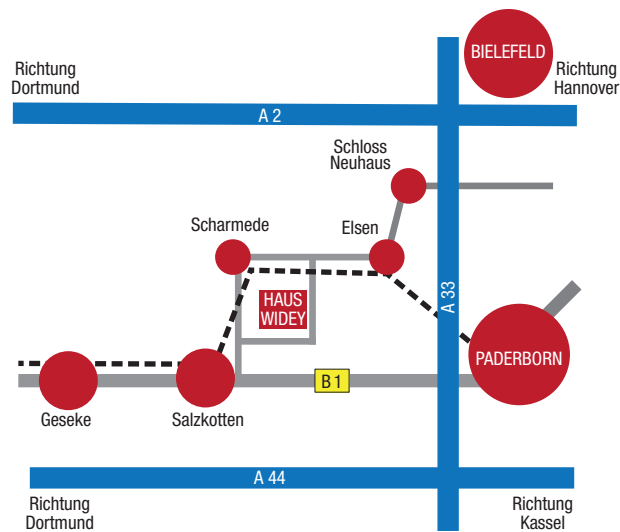 BIELEFELD
Richtung
Dortmund
Richtung
Hannover
A 2
Schloss
Neuhaus
Scharmede
Elsen
HAUS
WIDEY
A 33
PADERBORN
B 1
Geseke
Salzkotten
A 44
Richtung
Dortmund
Richtung
Kassel